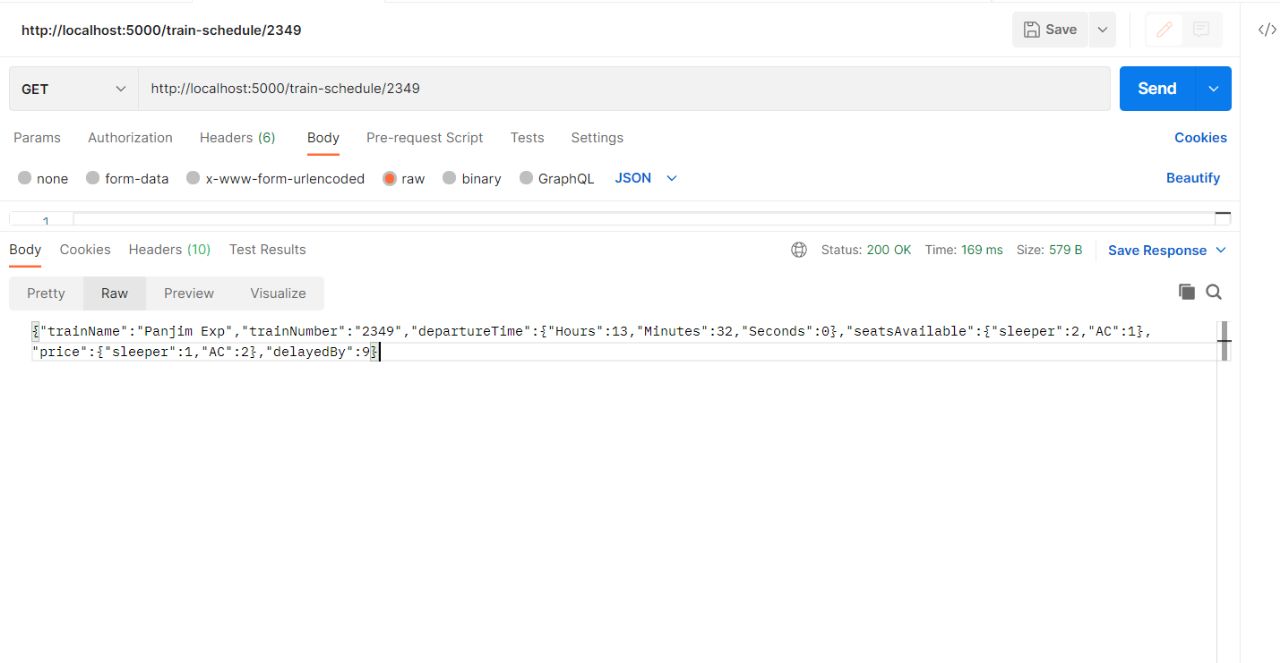 http://localhost:5000/train-schedule/2349
Save
</>
GET
http://localhost:5000/train-schedule/2349
Send
Params Authorization Headers (6) Body Pre-request Script Tests Settings Cookies
none form-data x-www-form-urlencoded raw binary GraphQL JSON Beautify
1
Body Cookies Headers (10) Test Results Status: 200 OK Time: 169 ms Size: 579 B Save Response
Pretty Raw Preview Visualize
{"trainName":"Panjim Exp","trainNumber":"2349","departureTime":{"Hours":13,"Minutes":32,"Seconds":0},"seatsAvailable":{"sleeper":2,"AC":1},
"price":{"sleeper":1,"AC":2},"delayedBy":9}